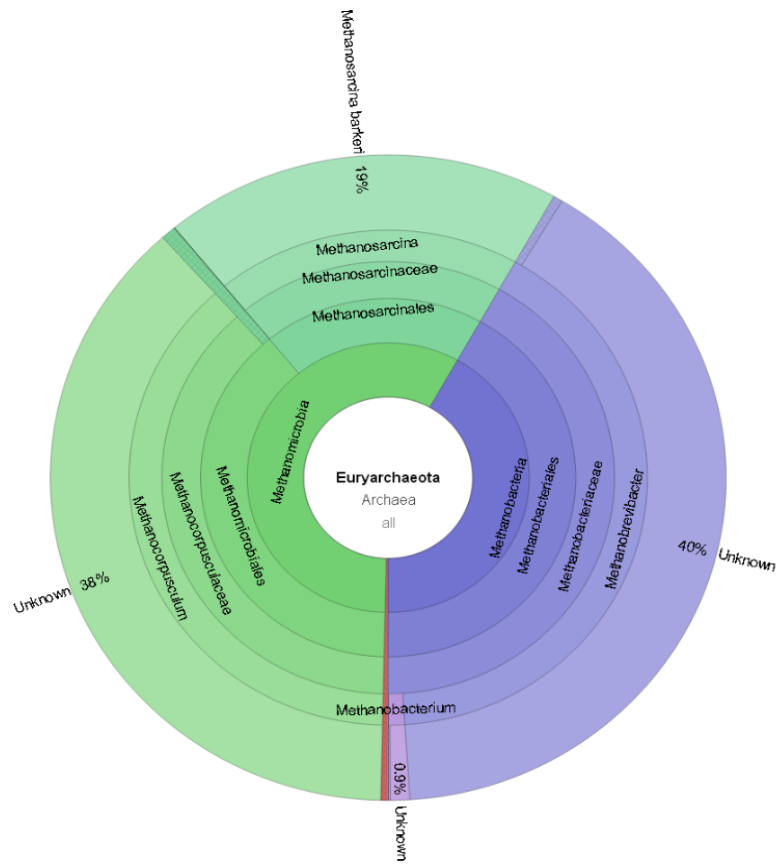 Methanosarcina barkeri
19%
Methanosarcina
Methanosarcinaceae
Methanosarcinales
Methanomicrobia
Euryarchaeota
Archaea
all
Methanobacteria
Methanobacteriales
Methanobacteriaceae
Methanobrevibacter
40% Unknown
Methanomicrobiales
Methanocorpusculaceae
Methanocorpusculum
Unknown 38%
Methanobacterium
0.9%
Unknown